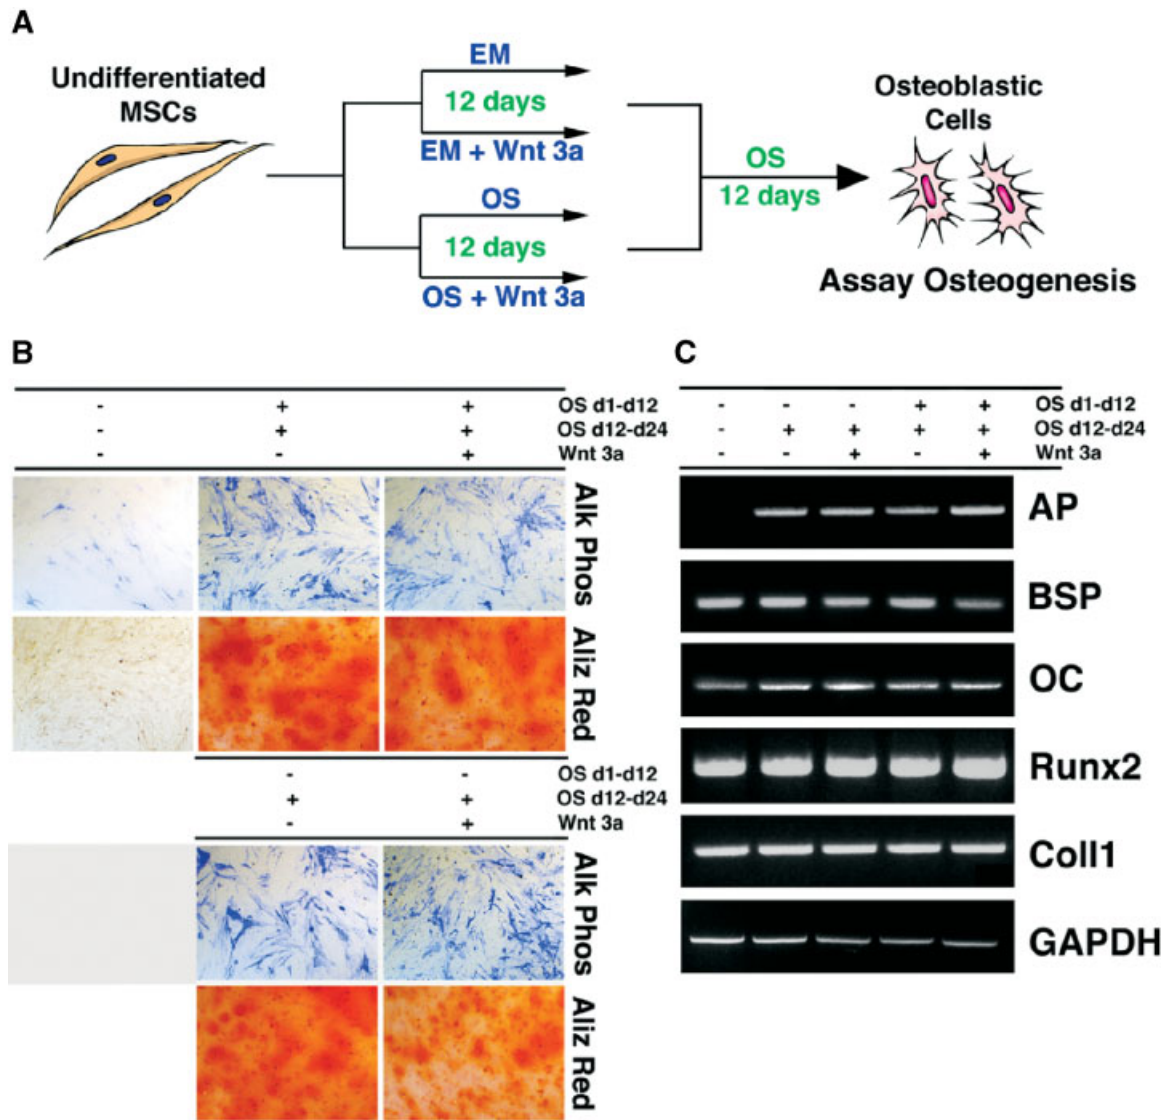 A
Undifferentiated
MSCs
EM
12 days
EM + Wnt 3a
OS
12 days
OS + Wnt 3a
OS
12 days
Osteoblastic
Cells
Assay Osteogenesis
B
- + + OS d1-d12
- + + OS d12-d24
- - + Wnt 3a
Alk Phos
Aliz Red
- - OS d1-d12
+ + OS d12-d24
- + Wnt 3a
Alk Phos
Aliz Red
C
- - - + + OS d1-d12
- + + + + OS d12-d24
- - + - + Wnt 3a
AP
BSP
OC
Runx2
Coll1
GAPDH